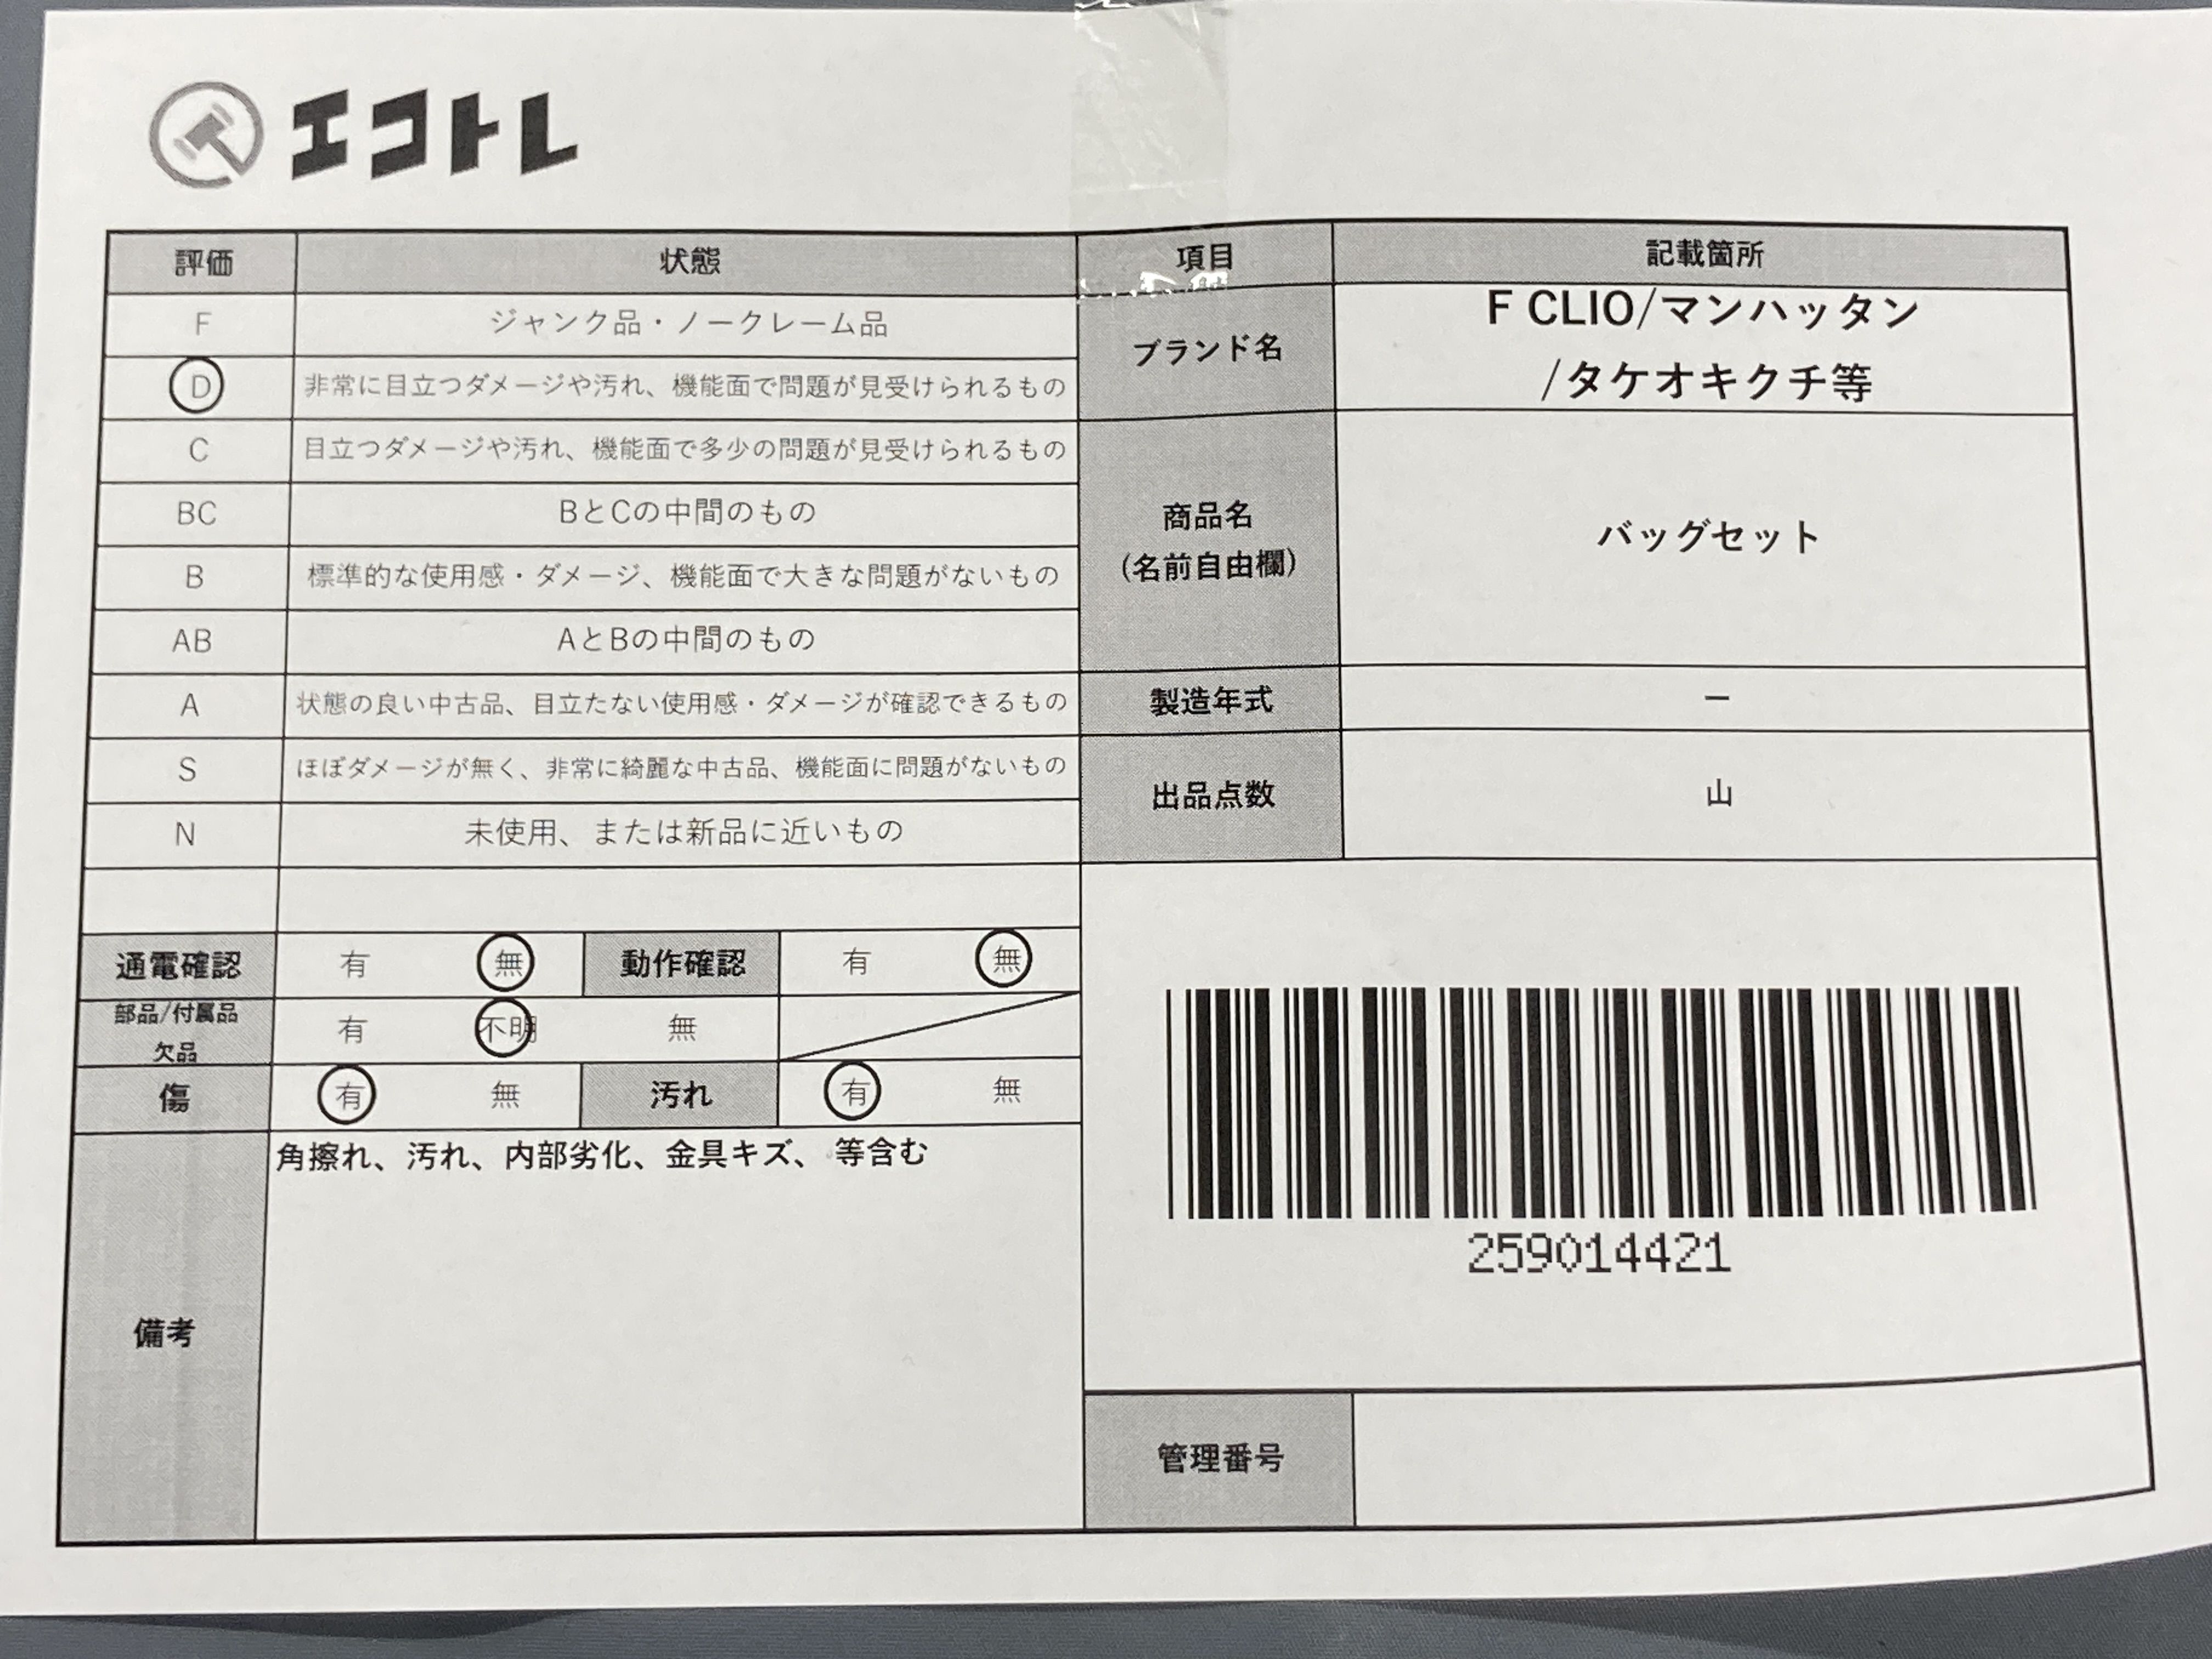 エコトレ
評価 状態
F ジャンク品・ノークレーム品
D 非常に目立つダメージや汚れ、機能面で問題が見受けられるもの
C 目立つダメージや汚れ、機能面で多少の問題が見受けられるもの
BC BとCの中間のもの
B 標準的な使用感・ダメージ、機能面で大きな問題がないもの
AB AとBの中間のもの
A 状態の良い中古品、目立たない使用感・ダメージが確認できるもの
S ほぼダメージが無く、非常に綺麗な中古品、機能面に問題がないもの
N 未使用、または新品に近いもの
通電確認 有 無 動作確認 有 無
部品/付属品
欠品 有 不明 無
傷 有 無 汚れ 有 無
備考 角擦れ、汚れ、内部劣化、金具キズ、 等含む
項目 記載箇所
ブランド名 F CLIO/マンハッタン
/タケオキクチ等
商品名
(名前自由欄) バッグセット
製造年式 ー
出品点数 山
259014421
管理番号